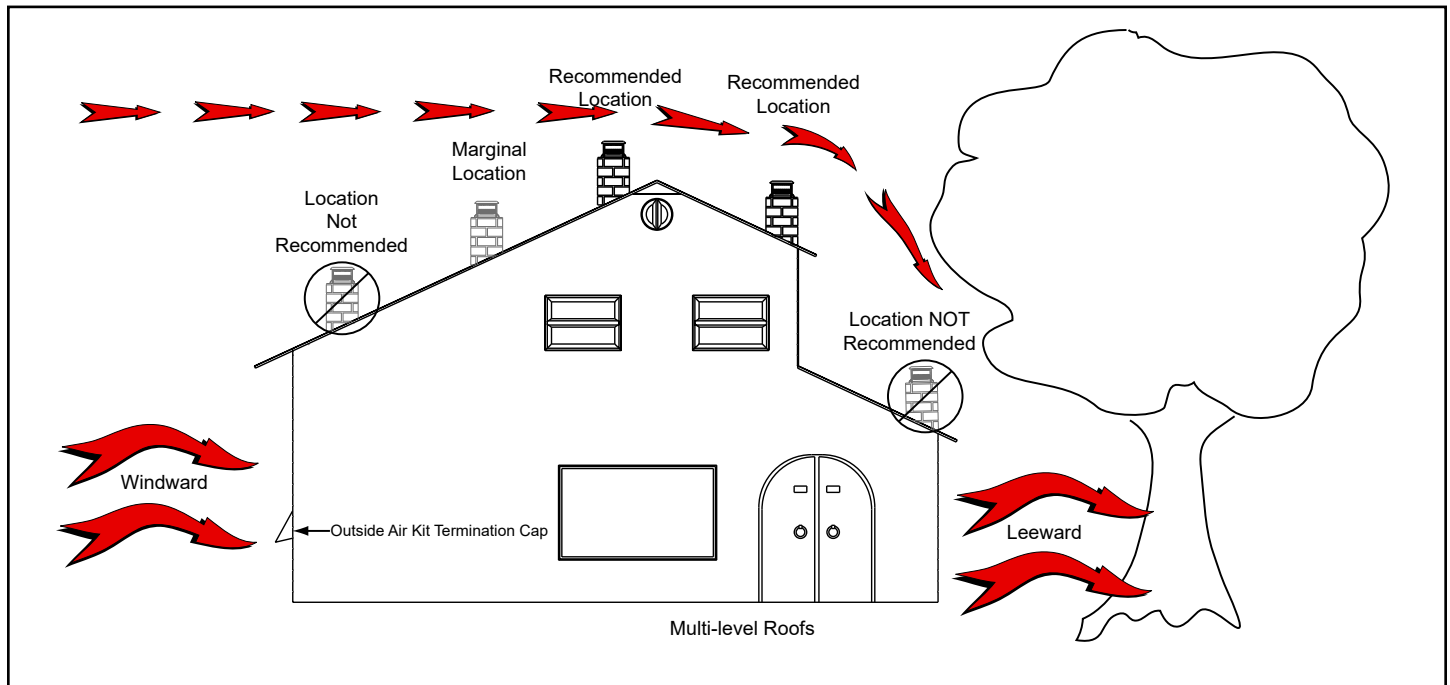 Recommended
Location
Recommended
Location
Marginal
Location
Location
Not
Recommended
Location NOT
Recommended
Windward
Outside Air Kit Termination Cap
Leeward
Multi-level Roofs